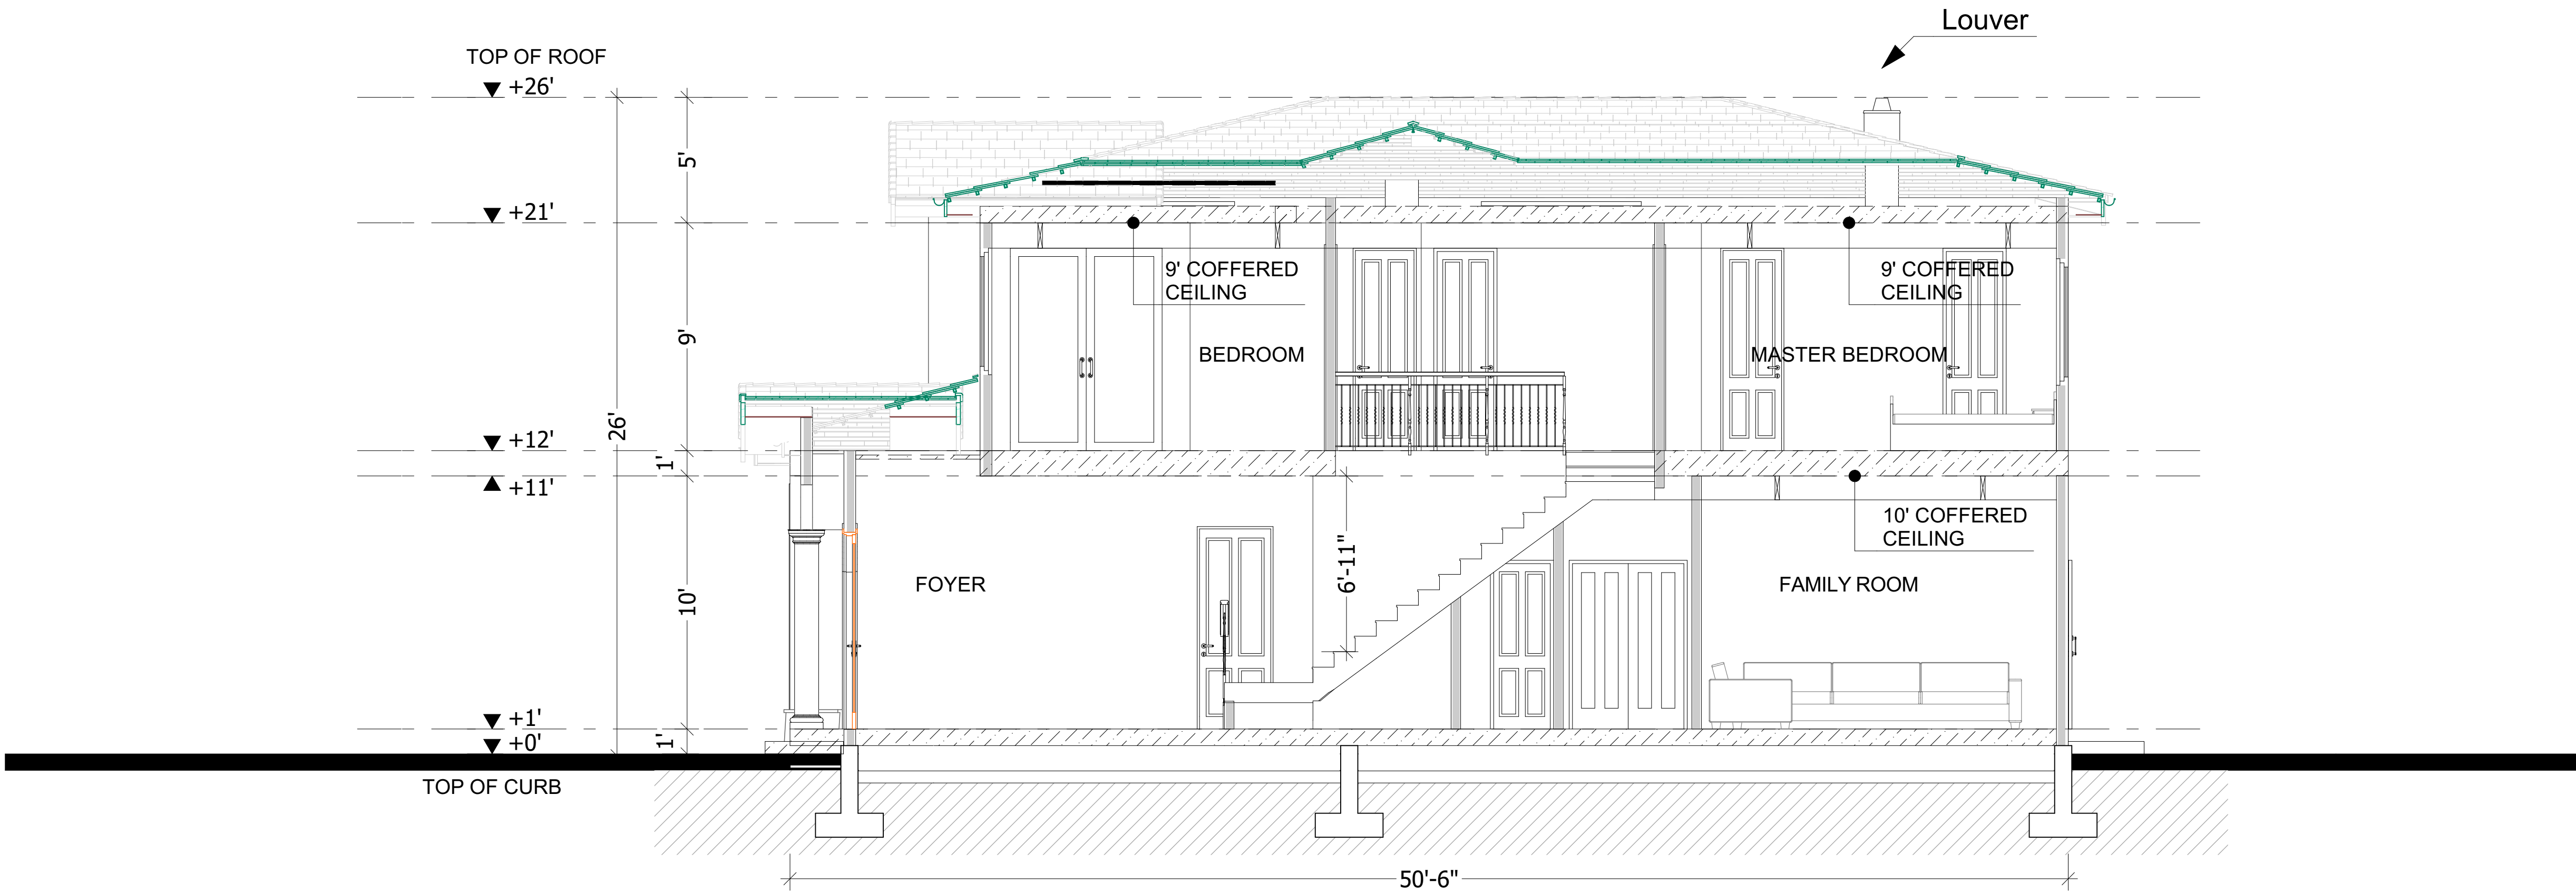 Louver
TOP OF ROOF
+26'
5'
+21'
9' COFFERED
CEILING
9' COFFERED
CEILING
9'
BEDROOM
MASTER BEDROOM
26'
+12'
1'
+11'
10' COFFERED
CEILING
6'-11"
10'
FOYER
FAMILY ROOM
+1'
+0'
1'
TOP OF CURB
50'-6"